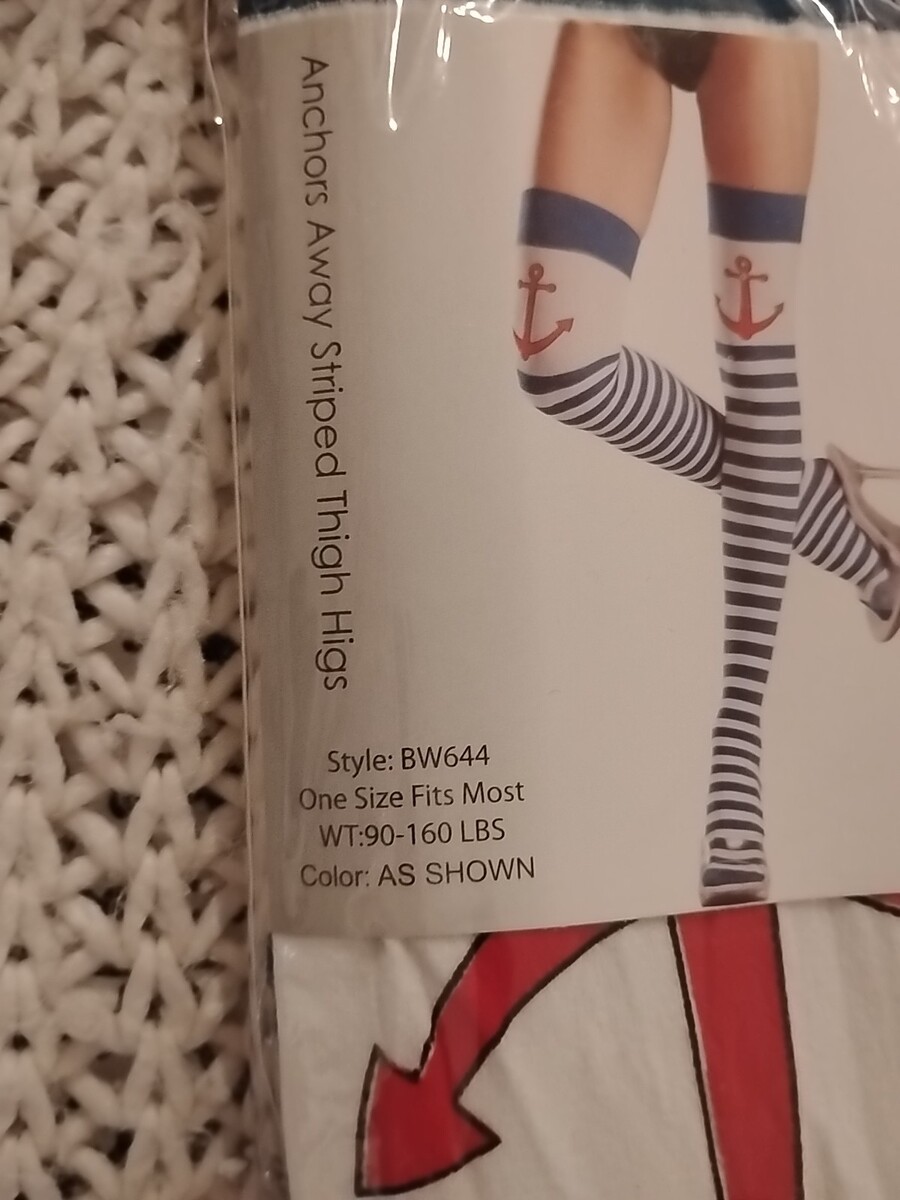 Anchors Away Striped Thigh Higs
Style: BW644
One Size Fits Most
WT:90-160 LBS
Color: AS SHOWN